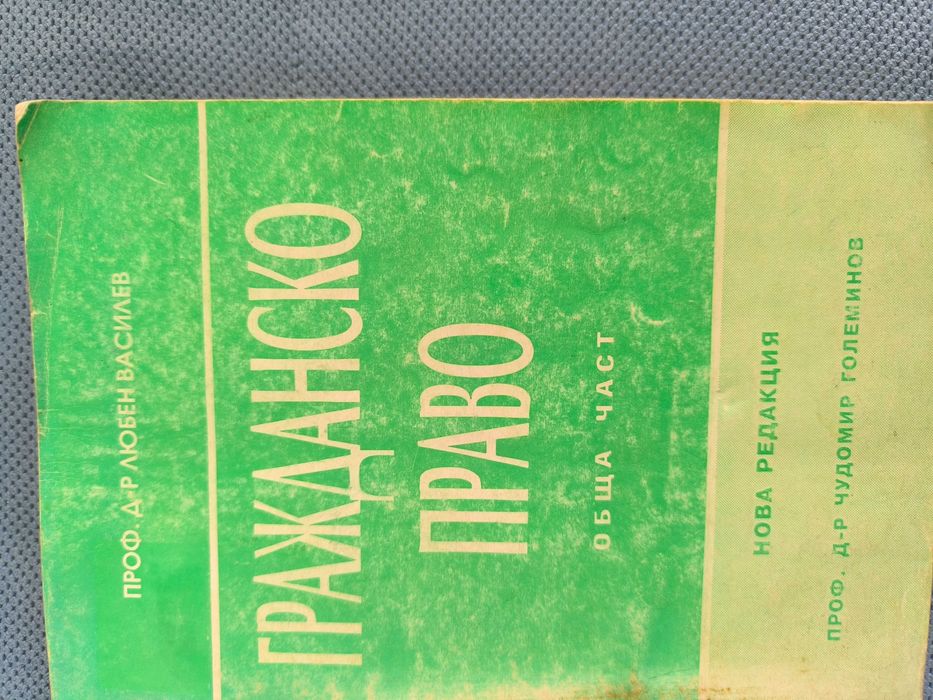 ПРОФ. Д-Р ЛЮБЕН ВАСИЛЕВ
ГРАЖДАНСКО
ПРАВО
ОБЩА ЧАСТ
НОВА РЕДАКЦИЯ
ПРОФ. Д-Р ЧУДОМИР ГОЛЕМИНОВ